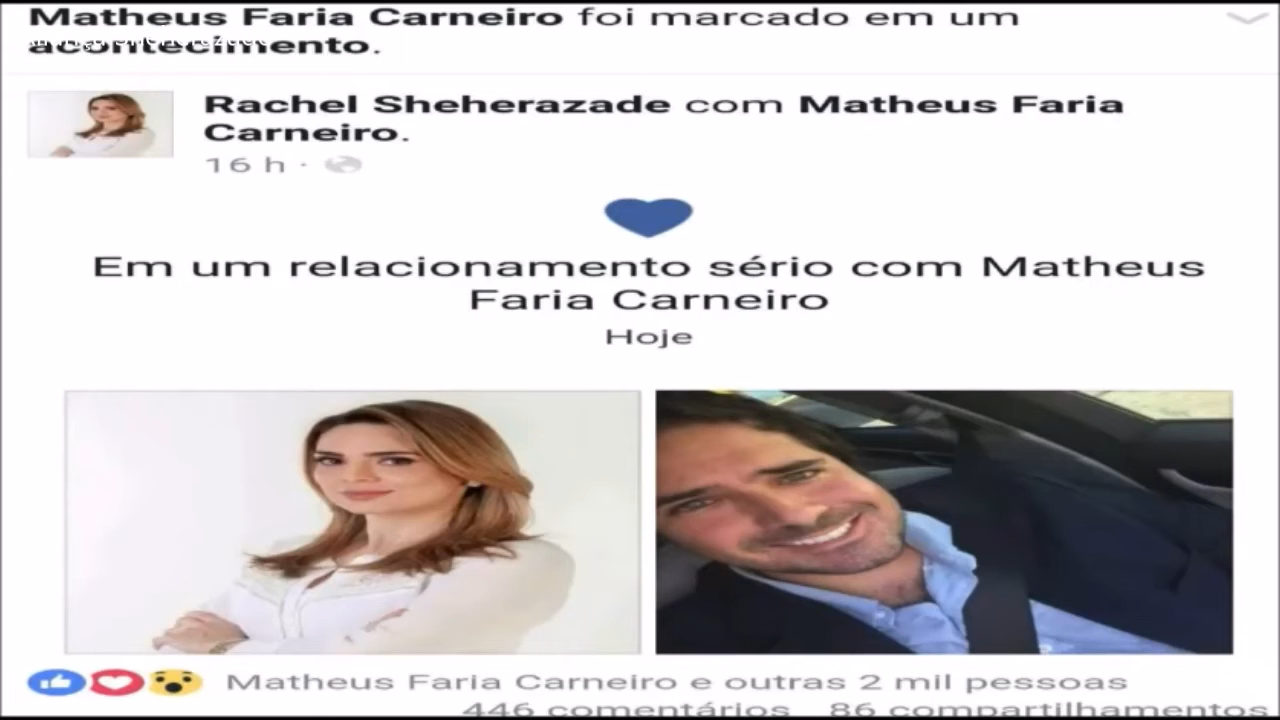 Matheus Faria Carneiro foi marcado em um
acontecimento.
Rachel Sheherazade com Matheus Faria
Carneiro.
16 h ·
Em um relacionamento sério com Matheus
Faria Carneiro
Hoje
Matheus Faria Carneiro e outras 2 mil pessoas
446 comentários 86 compartilhamentos